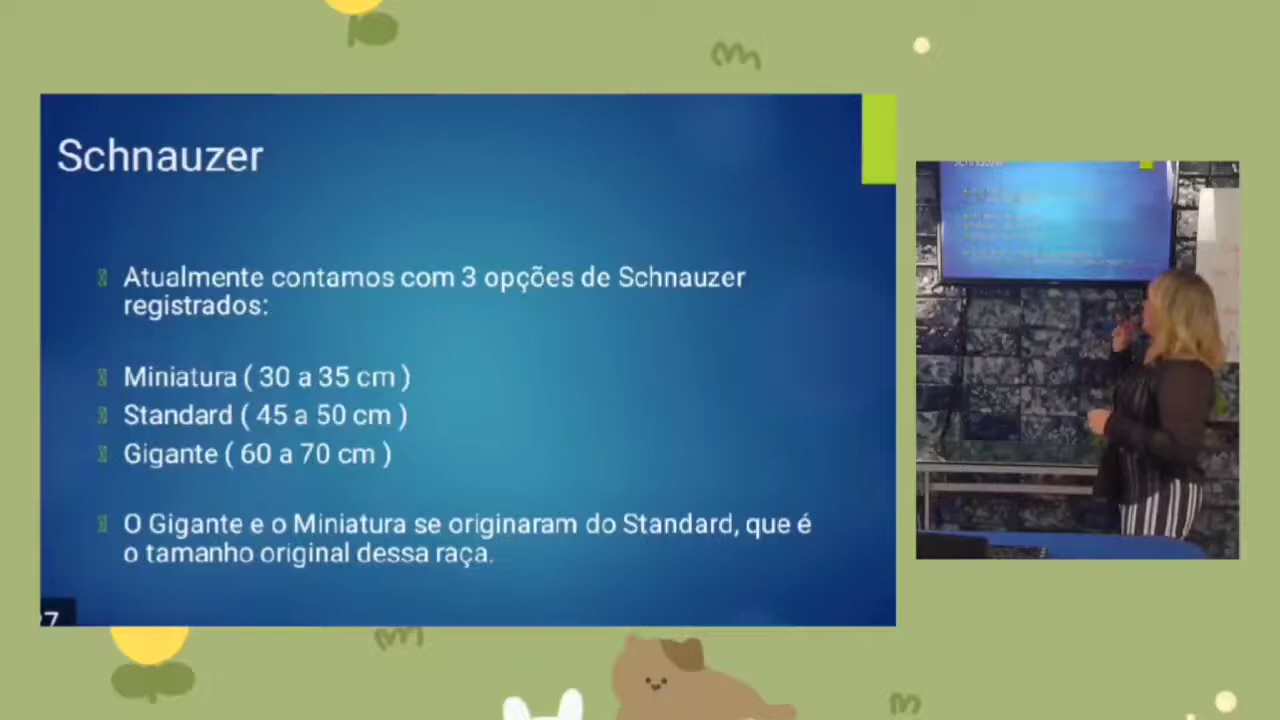 Schnauzer
Atualmente contamos com 3 opções de Schnauzer
registrados:
Miniatura ( 30 a 35 cm )
Standard ( 45 a 50 cm )
Gigante ( 60 a 70 cm )
O Gigante e o Miniatura se originaram do Standard, que é
o tamanho original dessa raça.
7